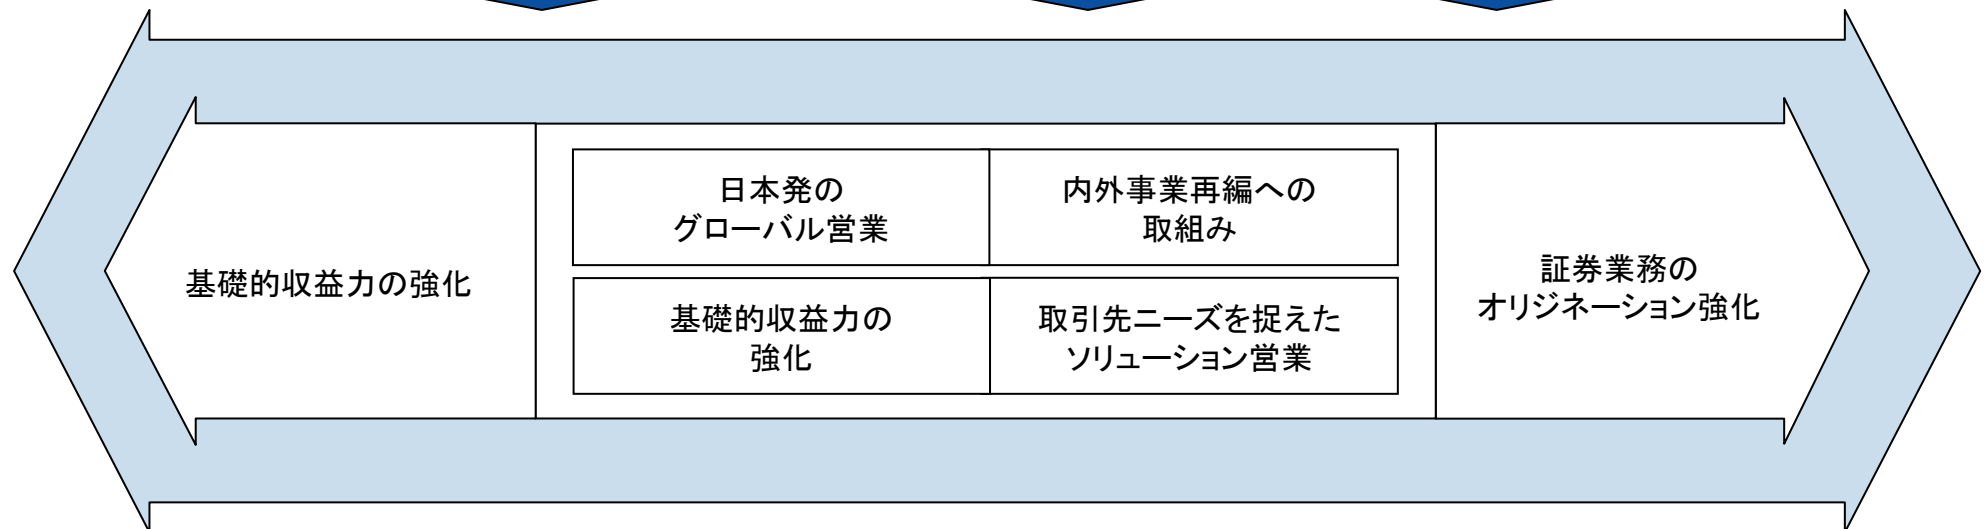 基礎的収益力の強化
日本発の
グローバル営業
内外事業再編への
取組み
基礎的収益力の
強化
取引先ニーズを捉えた
ソリューション営業
証券業務の
オリジネーション強化